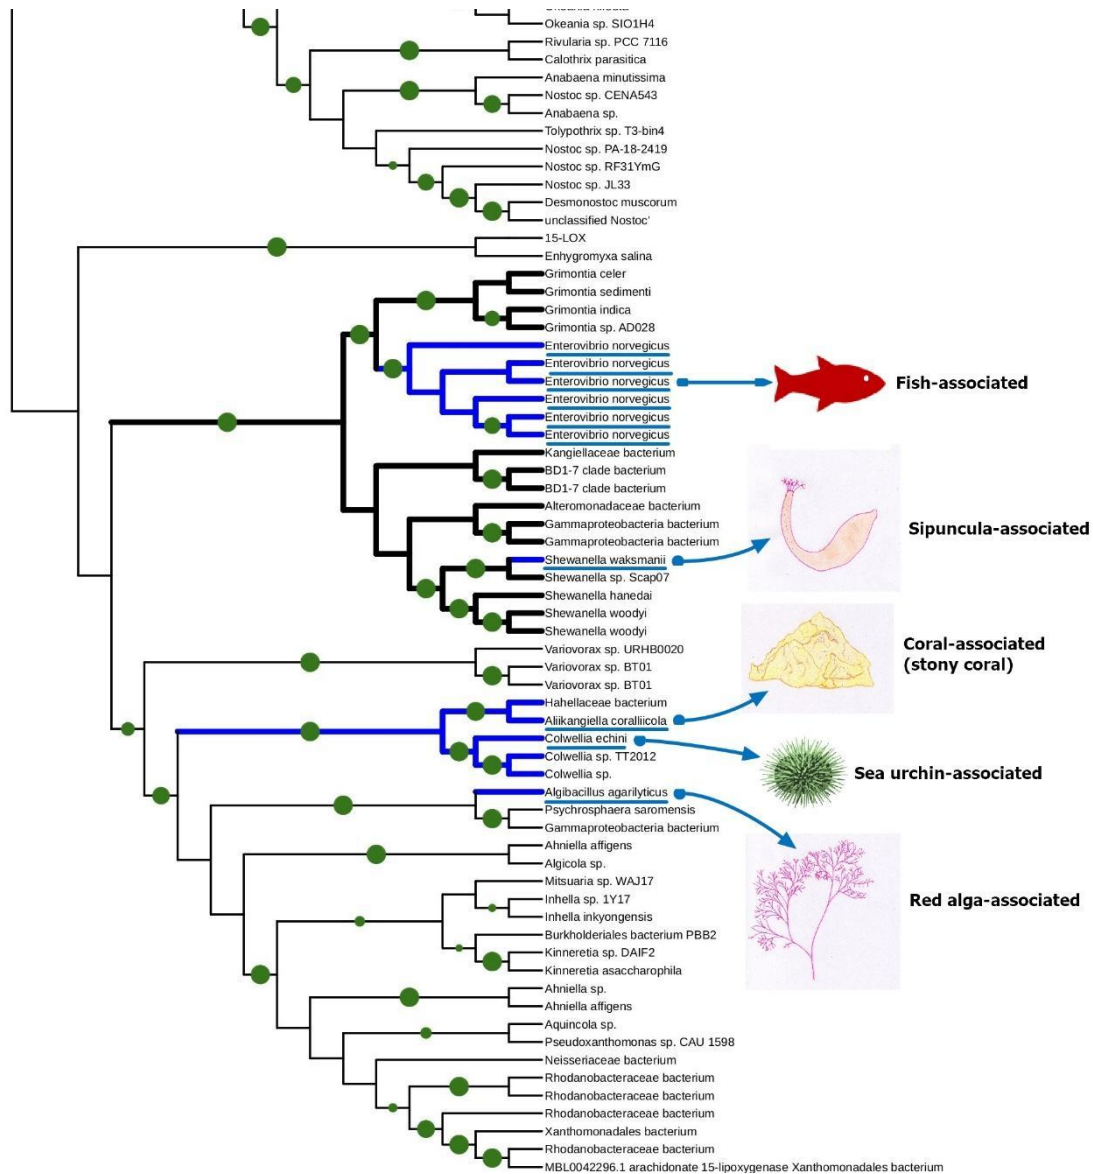 Okeania sp. SIO1H4
Rivularia sp. PCC 7116
Calothrix parasitica
Anabaena minutissima
Nostoc sp. CENA543
Anabaena sp.
Tolypothrix sp. T3-bin4
Nostoc sp. PA-18-2419
Nostoc sp. RF31YmG
Nostoc sp. JL33
Desmonostoc muscorum
unclassified Nostoc'
15-LOX
Enhygromyxa salina
Grimontia celer
Grimontia sedimenti
Grimontia indica
Grimontia sp. AD028
Enterovibrio norvegicus
Enterovibrio norvegicus
Enterovibrio norvegicus
Fish-associated
Enterovibrio norvegicus
Enterovibrio norvegicus
Enterovibrio norvegicus
Kangiellaceae bacterium
BD1-7 clade bacterium
BD1-7 clade bacterium
Alteromonadaceae bacterium
Gammaproteobacteria bacterium
Sipuncula-associated
Gammaproteobacteria bacterium
Shewanella waksmanii
Shewanella sp. Scap07
Shewanella hanedai
Shewanella woodyi
Shewanella woodyi
Coral-associated
(stony coral)
Variovorax sp. URHB0020
Variovorax sp. BT01
Variovorax sp. BT01
Hahellaceae bacterium
Aliikangiella coralliicola
Colwellia echini
Colwellia sp. TT2012
Colwellia sp.
Sea urchin-associated
Algibacillus agarilyticus
Psychrosphaera saromensis
Gammaproteobacteria bacterium
Ahniella affigens
Algicola sp.
Mitsuaria sp. WAJ17
Inhella sp. 1Y17
Red alga-associated
Inhella inkyongensis
Burkholderiales bacterium PBB2
Kinneretia sp. DAIF2
Kinneretia asaccharophila
Ahniella sp.
Ahniella affigens
Aquincola sp.
Pseudoxanthomonas sp. CAU 1598
Neisseriaceae bacterium
Rhodanobacteraceae bacterium
Rhodanobacteraceae bacterium
Rhodanobacteraceae bacterium
Xanthomonadales bacterium
Rhodanobacteraceae bacterium
MBL0042296.1 arachidonate 15-lipoxygenase Xanthomonadales bacterium